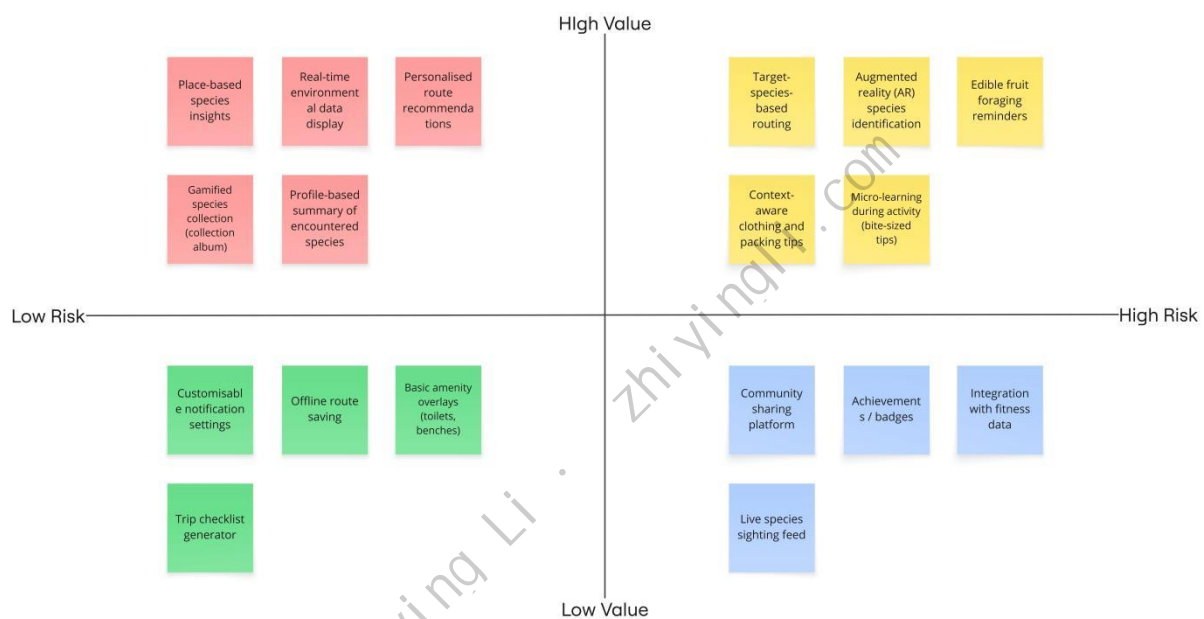 HIgh Value
Place-based
species
insights
Real-time
environment
al data
display
Personalised
route
recommenda
tions
Target-
species-
based
routing
Augmented
reality (AR)
species
identification
Edible fruit
foraging
reminders
Gamified
species
collection
(collection
album)
Profile-based
summary of
encountered
species
Context-
aware
clothing and
packing tips
Micro-learning
during activity
(bite-sized
tips)
Low Risk
High Risk
Customisabl
e notification
settings
Offline route
saving
Basic amenity
overlays
(toilets,
benches)
Community
sharing
platform
Achievement
s / badges
Integration
with fitness
data
Trip checklist
generator
Live species
sighting feed
Low Value
ying Li · zhiyingli.com